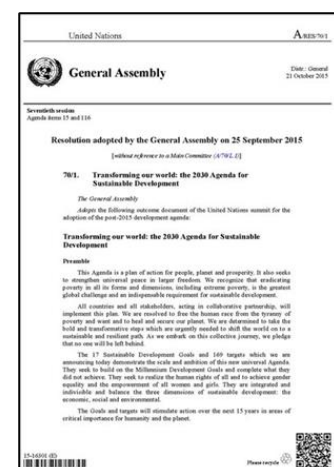 United Nations
A/RES/70/1
General Assembly
Distr.: General
21 October 2015
Seventieth session
Agenda items 15 and 116
Resolution adopted by the General Assembly on 25 September 2015
[without reference to a Main Committee (A/70/L.1)]
70/1. Transforming our world: the 2030 Agenda for
Sustainable Development
The General Assembly
Adopts the following outcome document of the United Nations summit for the
adoption of the post-2015 development agenda:
Transforming our world: the 2030 Agenda for Sustainable
Development
Preamble
This Agenda is a plan of action for people, planet and prosperity. It also seeks
to strengthen universal peace in larger freedom. We recognize that eradicating
poverty in all its forms and dimensions, including extreme poverty, is the greatest
global challenge and an indispensable requirement for sustainable development.
All countries and all stakeholders, acting in collaborative partnership, will
implement this plan. We are resolved to free the human race from the tyranny of
poverty and want and to heal and secure our planet. We are determined to take the
bold and transformative steps which are urgently needed to shift the world on to a
sustainable and resilient path. As we embark on this collective journey, we pledge
that no one will be left behind.
The 17 Sustainable Development Goals and 169 targets which we are
announcing today demonstrate the scale and ambition of this new universal Agenda.
They seek to build on the Millennium Development Goals and complete what they
did not achieve. They seek to realize the human rights of all and to achieve gender
equality and the empowerment of all women and girls. They are integrated and
indivisible and balance the three dimensions of sustainable development: the
economic, social and environmental.
The Goals and targets will stimulate action over the next 15 years in areas of
critical importance for humanity and the planet.
15-16301 (E)
Please recycle